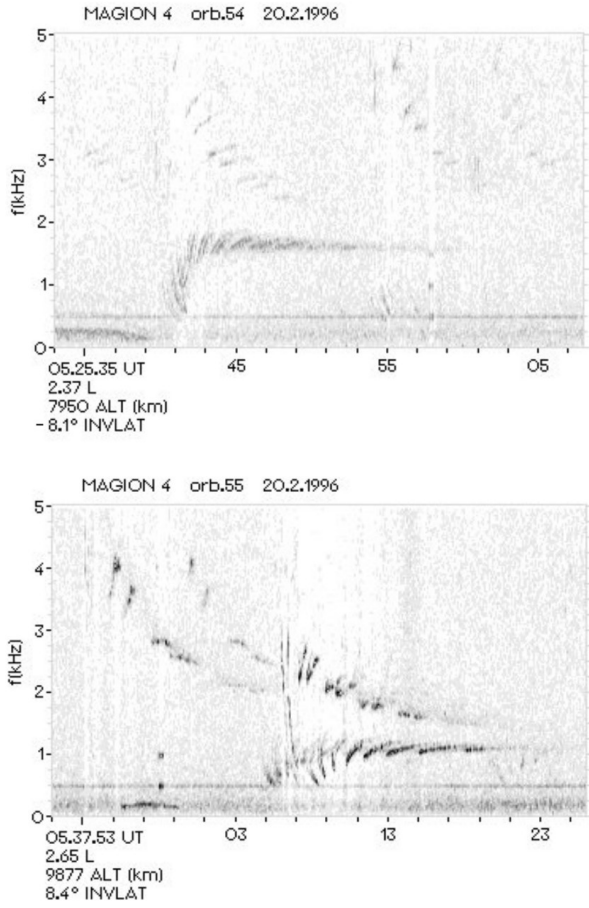 MAGION 4 orb.54 20.2.1996
5
4
3
2
1
0
f(kHz)
05.25.35 UT 45 55 05
2.37 L
7950 ALT (km)
-8.1° INVLAT
MAGION 4 orb.55 20.2.1996
5
4
3
2
1
0
f(kHz)
05.37.53 UT 03 13 23
2.65 L
9877 ALT (km)
8.4° INVLAT